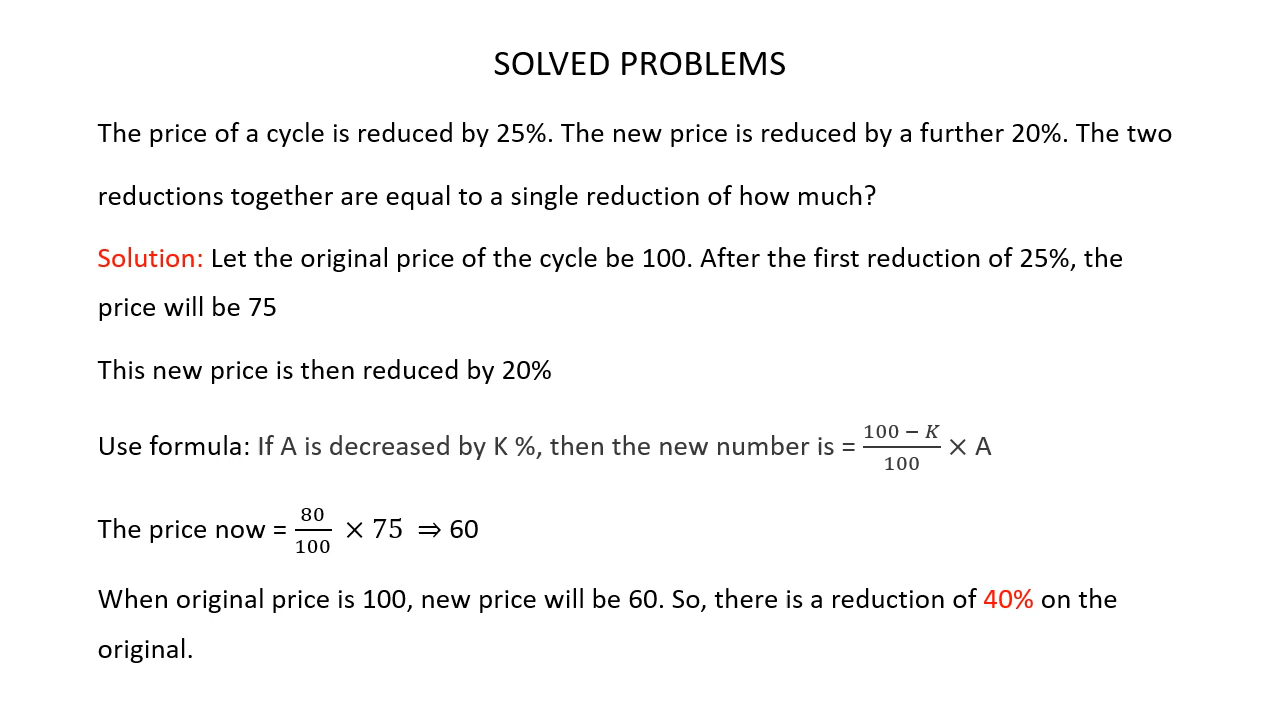 SOLVED PROBLEMS
The price of a cycle is reduced by 25%. The new price is reduced by a further 20%. The two
reductions together are equal to a single reduction of how much?
Solution: Let the original price of the cycle be 100. After the first reduction of 25%, the
price will be 75
This new price is then reduced by 20%
Use formula: If A is decreased by K %, then the new number is = \frac{100 − K}{100} × A
The price now = \frac{80}{100} × 75 ⇒ 60
When original price is 100, new price will be 60. So, there is a reduction of 40% on the
original.